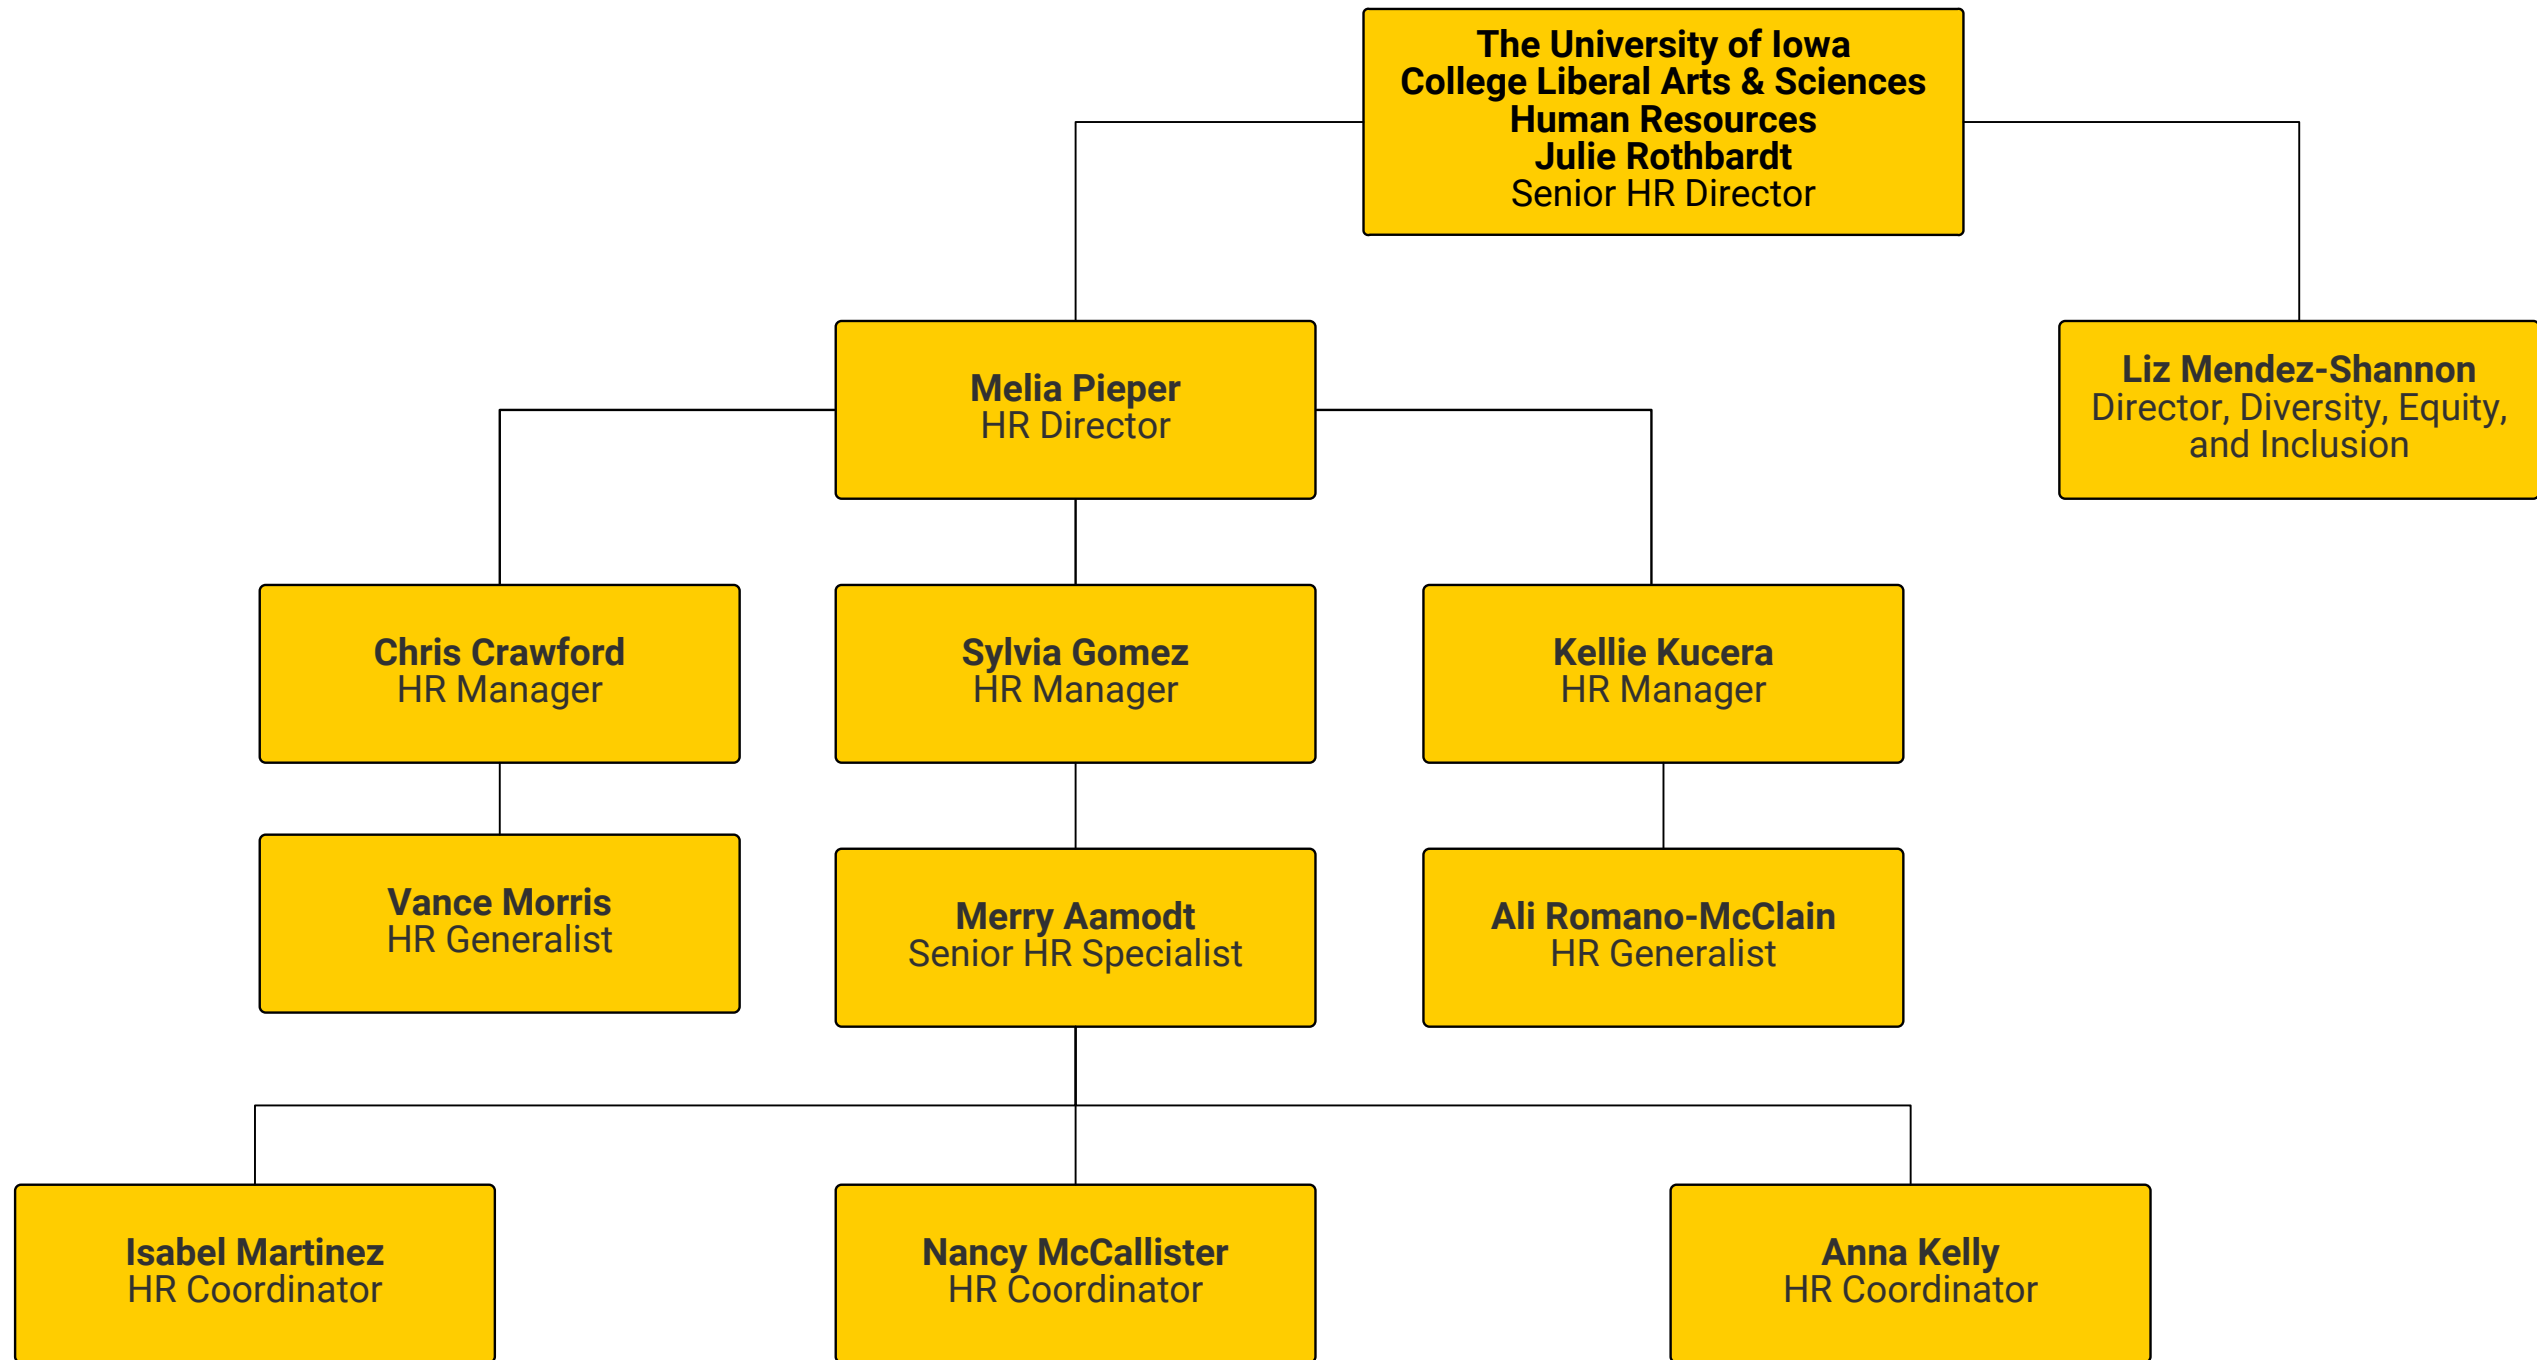 The University of Iowa
College Liberal Arts & Sciences
Human Resources
Julie Rothbardt
Senior HR Director
Melia Pieper
HR Director
Liz Mendez-Shannon
Director, Diversity, Equity,
and Inclusion
Chris Crawford
HR Manager
Sylvia Gomez
HR Manager
Kellie Kucera
HR Manager
Vance Morris
HR Generalist
Merry Aamodt
Senior HR Specialist
Ali Romano-McClain
HR Generalist
Isabel Martinez
HR Coordinator
Nancy McCallister
HR Coordinator
Anna Kelly
HR Coordinator